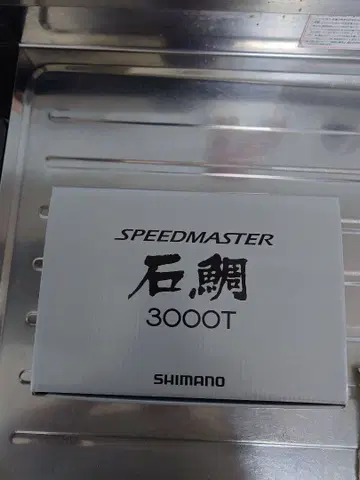 SPEEDMASTER
石鯛
3000T
SHIMANO